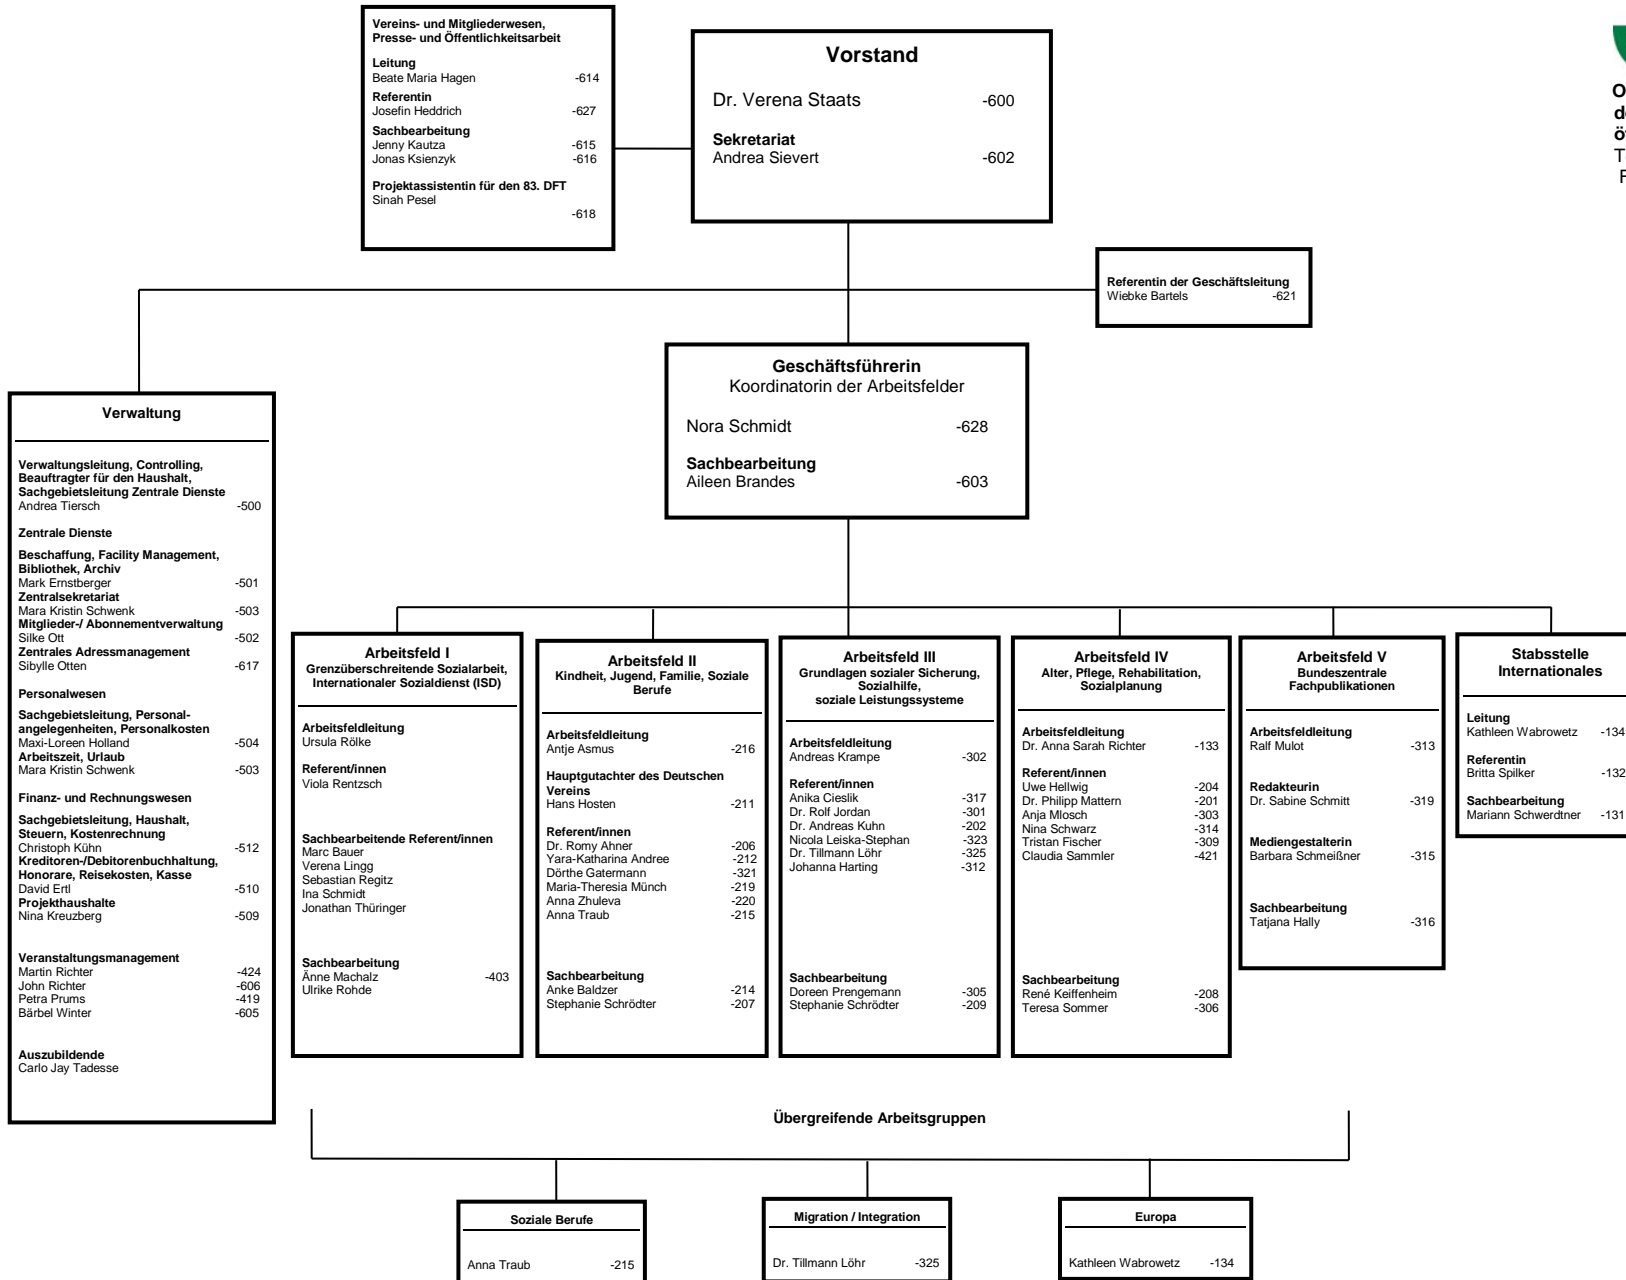 Vereins- und Mitgliederwesen,
Presse- und Öffentlichkeitsarbeit
Leitung
Beate Maria Hagen -614
Referentin
Josefin Heddrich -627
Sachbearbeitung
Jenny Kautza -615
Jonas Ksienzyk -616
Projektassistentin für den 83. DFT
Sinah Pesel
-618
Vorstand
Dr. Verena Staats -600
Sekretariat
Andrea Sievert -602
Referentin der Geschäftsleitung
Wiebke Bartels -621
Geschäftsführerin
Koordinatorin der Arbeitsfelder
Nora Schmidt -628
Sachbearbeitung
Aileen Brandes -603
Verwaltung
Verwaltungsleitung, Controlling,
Beauftragter für den Haushalt,
Sachgebietsleitung Zentrale Dienste
Andrea Tiersch -500
Zentrale Dienste
Beschaffung, Facility Management,
Bibliothek, Archiv
Mark Ernstberger -501
Zentralsekretariat
Mara Kristin Schwenk -503
Mitglieder-/ Abonnementverwaltung
Silke Ott -502
Zentrales Adressmanagement
Sibylle Otten -617
Personalwesen
Sachgebietsleitung, Personal-
angelegenheiten, Personalkosten
Maxi-Loreen Holland -504
Arbeitszeit, Urlaub
Mara Kristin Schwenk -503
Finanz- und Rechnungswesen
Sachgebietsleitung, Haushalt,
Steuern, Kostenrechnung
Christoph Kühn -512
Kreditoren-/Debitorenbuchhaltung,
Honorare, Reisekosten, Kasse
David Ertl -510
Projekthaushalte
Nina Kreuzberg -509
Veranstaltungsmanagement
Martin Richter -424
John Richter -606
Petra Prums -419
Bärbel Winter -605
Auszubildende
Carlo Jay Tadesse
Arbeitsfeld I
Grenzüberschreitende Sozialarbeit,
Internationaler Sozialdienst (ISD)
Arbeitsfeldleitung
Ursula Rölke
Referent/innen
Viola Rentzsch
Sachbearbeitende Referent/innen
Marc Bauer
Verena Lingg
Sebastian Regitz
Ina Schmidt
Jonathan Thüringer
Sachbearbeitung
Änne Machalz -403
Ulrike Rohde
Arbeitsfeld II
Kindheit, Jugend, Familie, Soziale
Berufe
Arbeitsfeldleitung
Antje Asmus -216
Hauptgutachter des Deutschen
Vereins
Hans Hosten -211
Referent/innen
Dr. Romy Ahner -206
Yara-Katharina Andree -212
Dörthe Gatermann -321
Maria-Theresia Münch -219
Anna Zhuleva -220
Anna Traub -215
Sachbearbeitung
Anke Baldzer -214
Stephanie Schrödter -207
Arbeitsfeld III
Grundlagen sozialer Sicherung,
Sozialhilfe,
soziale Leistungssysteme
Arbeitsfeldleitung
Andreas Krampe -302
Referent/innen
Anika Cieslik -317
Dr. Rolf Jordan -301
Dr. Andreas Kuhn -202
Nicola Leiska-Stephan -323
Dr. Tillmann Löhr -325
Johanna Harting -312
Sachbearbeitung
Doreen Prengemann -305
Stephanie Schrödter -209
Arbeitsfeld IV
Alter, Pflege, Rehabilitation,
Sozialplanung
Arbeitsfeldleitung
Dr. Anna Sarah Richter -133
Referent/innen
Uwe Hellwig -204
Dr. Philipp Mattern -201
Anja Mlosch -303
Nina Schwarz -314
Tristan Fischer -309
Claudia Sammler -421
Sachbearbeitung
René Keiffenheim -208
Teresa Sommer -306
Arbeitsfeld V
Bundeszentrale
Fachpublikationen
Arbeitsfeldleitung
Ralf Mulot -313
Redakteurin
Dr. Sabine Schmitt -319
Mediengestalterin
Barbara Schmeißner -315
Sachbearbeitung
Tatjana Hally -316
Stabsstelle
Internationales
Leitung
Kathleen Wabrowetz -134
Referentin
Britta Spilker -132
Sachbearbeitung
Mariann Schwerdtner -131
Übergreifende Arbeitsgruppen
Soziale Berufe
Anna Traub -215
Migration / Integration
Dr. Tillmann Löhr -325
Europa
Kathleen Wabrowetz -134